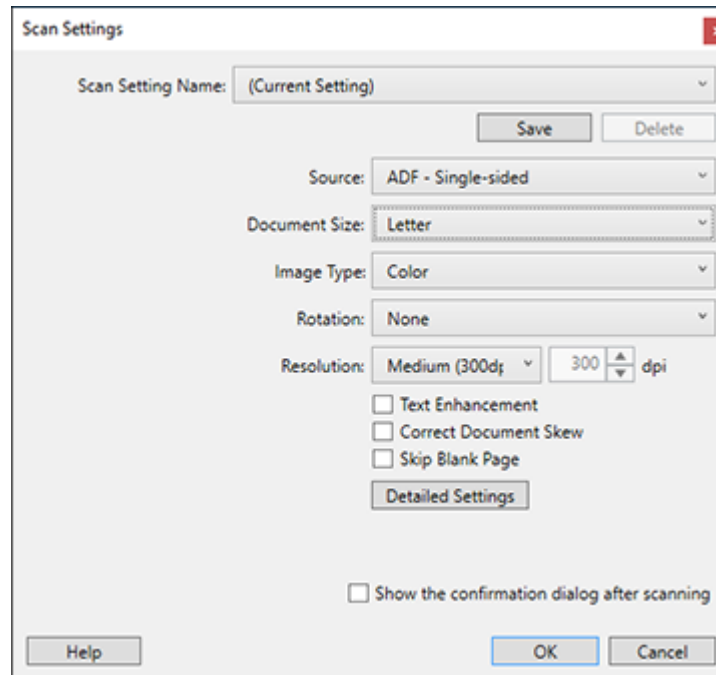 Scan Settings
Scan Setting Name: (Current Setting)
Save Delete
Source: ADF - Single-sided
Document Size: Letter
Image Type: Color
Rotation: None
Resolution: Medium (300dp 300 dpi
Text Enhancement
Correct Document Skew
Skip Blank Page
Detailed Settings
Show the confirmation dialog after scanning
Help OK Cancel